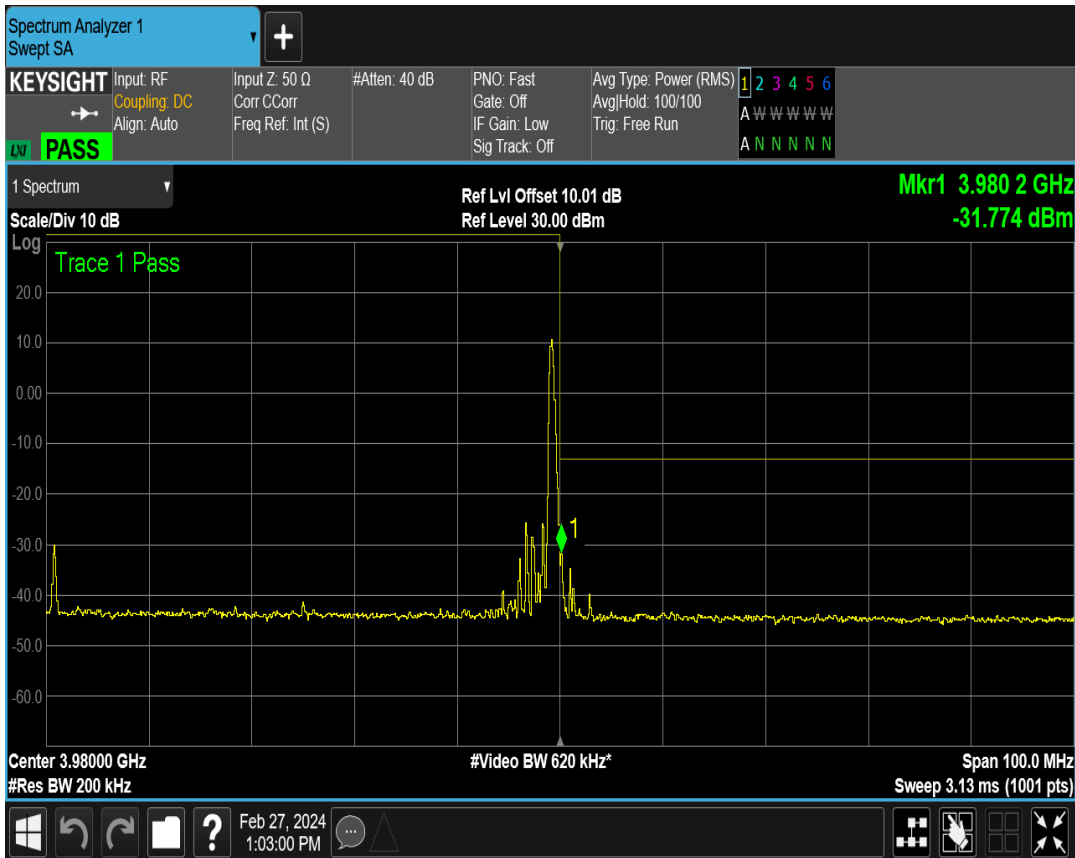 Spectrum Analyzer 1
Swept SA
+
KEYSIGHT
LXI PASS
Input: RF
Coupling: DC
Align: Auto
Input Z: 50 Ω
Corr CCorr
Freq Ref: Int (S)
#Atten: 40 dB
PNO: Fast
Gate: Off
IF Gain: Low
Sig Track: Off
Avg Type: Power (RMS)
Avg|Hold: 100/100
Trig: Free Run
1 2 3 4 5 6
A W W W W W
A N N N N N
1 Spectrum
Scale/Div 10 dB
Ref Lvl Offset 10.01 dB
Ref Level 30.00 dBm
Mkr1 3.980 2 GHz
-31.774 dBm
Log
Trace 1 Pass
20.0
10.0
0.00
-10.0
-20.0
1
-30.0
-40.0
-50.0
-60.0
Center 3.98000 GHz
#Res BW 200 kHz
#Video BW 620 kHz*
Span 100.0 MHz
Sweep 3.13 ms (1001 pts)
?
Feb 27, 2024
1:03:00 PM